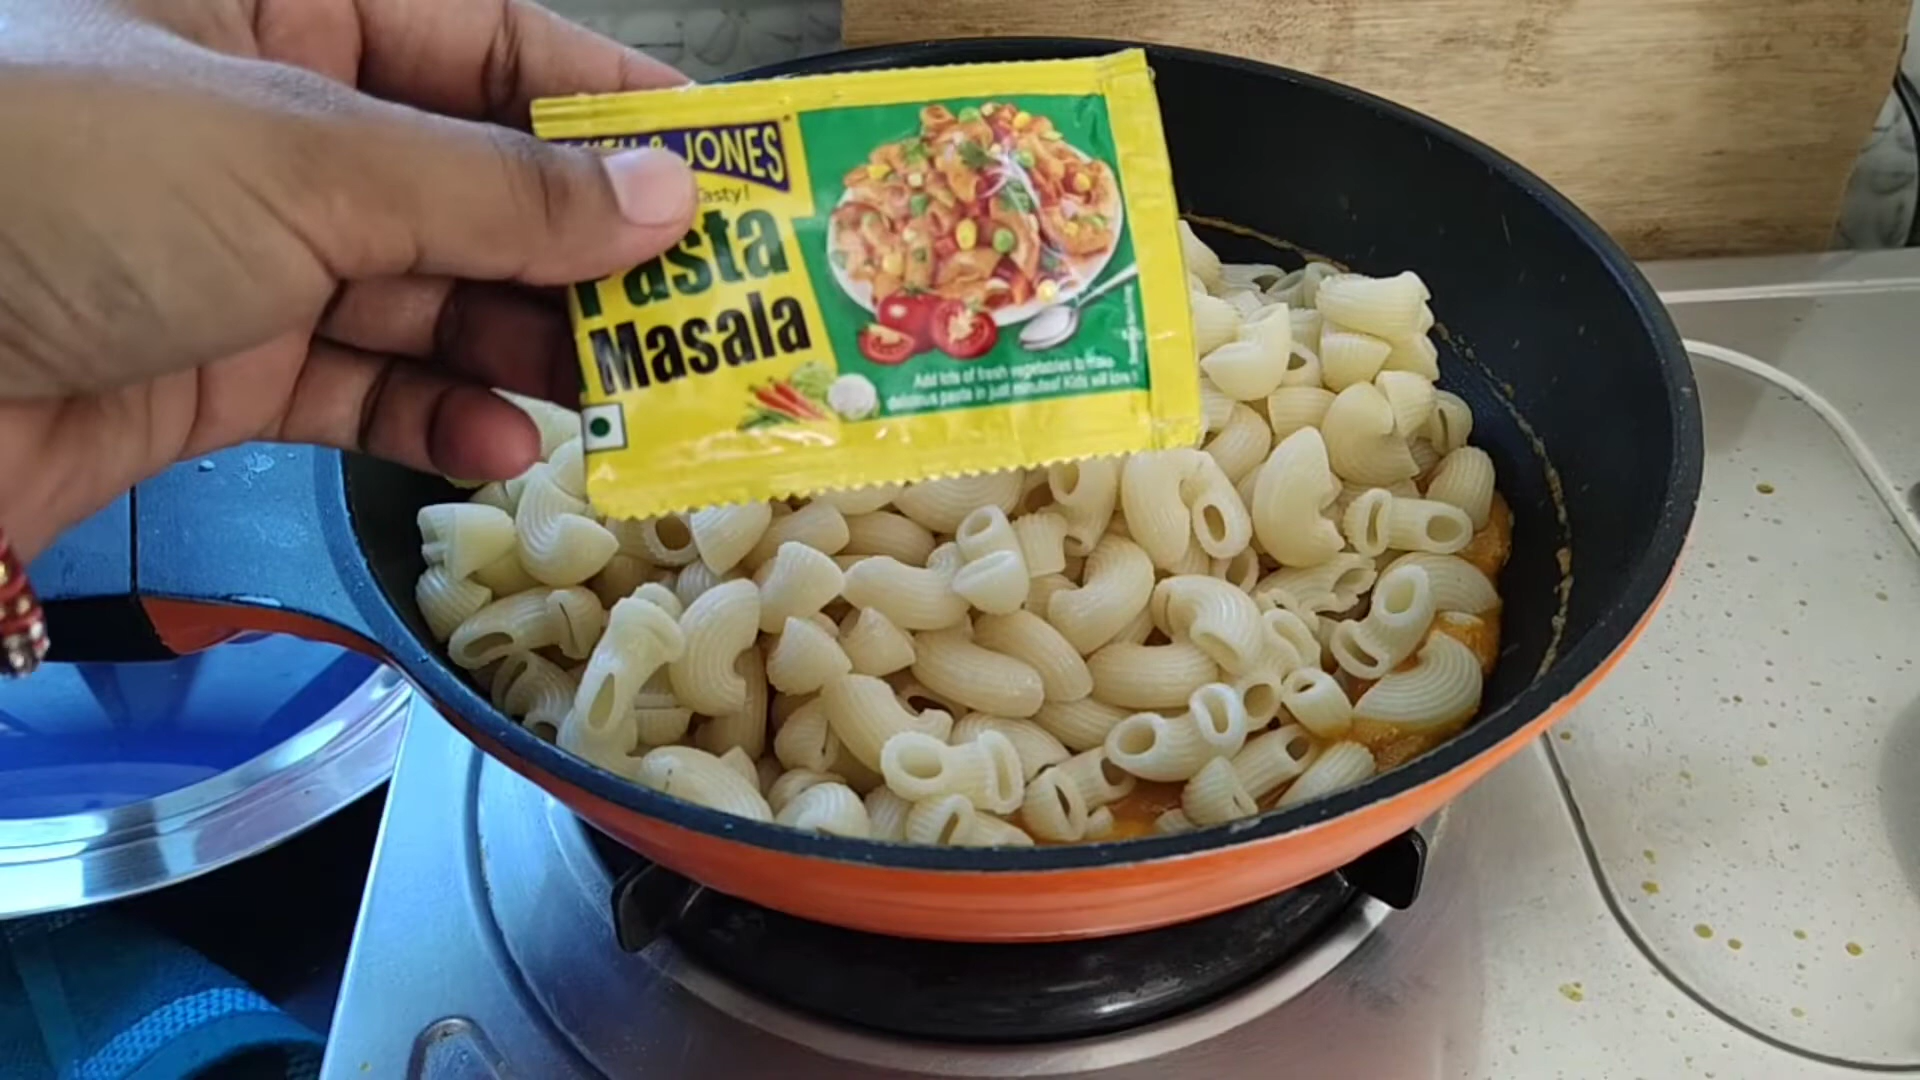 & JONES
Tasty!
Pasta
Masala
Add lots of fresh vegetables to make
delicious pasta in just minutes! Kids will love it